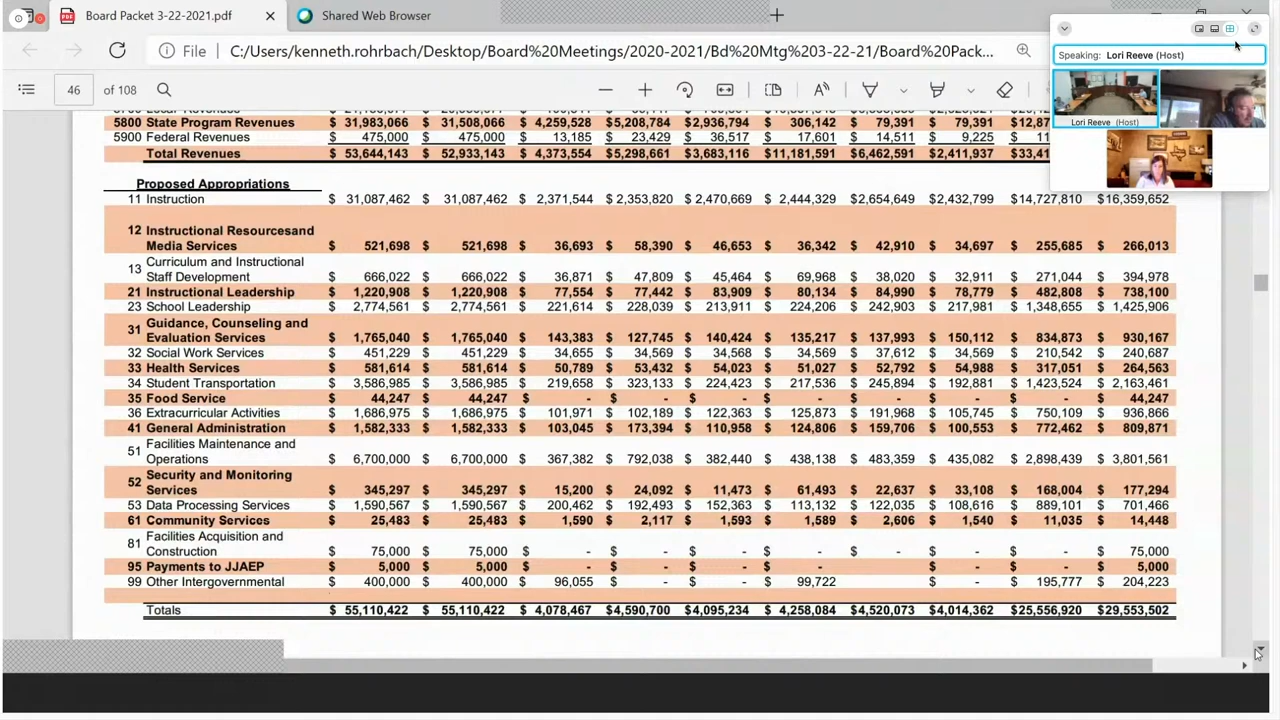 Board Packet 3-22-2021.pdf
Shared Web Browser
File C:/Users/kenneth.rohrbach/Desktop/Board%20Meetings/2020-2021/Bd%20Mtg%203-22-21/Board%20Pack...
46 of 108
Speaking: Lori Reeve (Host)
Lori Reeve (Host)
5800 State Program Revenues 31,983,066 31,508,066 4,259,528 $5,208,784 $2,936,794 306,142 79,391 79,391 $12,87
5900 Federal Revenues 475,000 475,000 13,185 23,429 36,517 17,601 14,511 9,225 11
Total Revenues $ 53,644,143 $ 52,933,143 $ 4,373,554 $5,298,661 $3,683,116 $11,181,591 $6,462,591 $2,411,937 $33,41
Proposed Appropriations
11 Instruction $ 31,087,462 $ 31,087,462 $ 2,371,544 $ 2,353,820 $ 2,470,669 $ 2,444,329 $2,654,649 $2,432,799 $14,727,810 $16,359,652
12 Instructional Resourcesand
Media Services $ 521,698 $ 521,698 $ 36,693 $ 58,390 $ 46,653 $ 36,342 $ 42,910 $ 34,697 $ 255,685 $ 266,013
13 Curriculum and Instructional
Staff Development $ 666,022 $ 666,022 $ 36,871 $ 47,809 $ 45,464 $ 69,968 $ 38,020 $ 32,911 $ 271,044 $ 394,978
21 Instructional Leadership $ 1,220,908 $ 1,220,908 $ 77,554 $ 77,442 $ 83,909 $ 80,134 $ 84,990 $ 78,779 $ 482,808 $ 738,100
23 School Leadership $ 2,774,561 $ 2,774,561 $ 221,614 $ 228,039 $ 213,911 $ 224,206 $ 242,903 $ 217,981 $ 1,348,655 $ 1,425,906
31 Guidance, Counseling and
Evaluation Services $ 1,765,040 $ 1,765,040 $ 143,383 $ 127,745 $ 140,424 $ 135,217 $ 137,993 $ 150,112 $ 834,873 $ 930,167
32 Social Work Services $ 451,229 $ 451,229 $ 34,655 $ 34,569 $ 34,568 $ 34,569 $ 37,612 $ 34,569 $ 210,542 $ 240,687
33 Health Services $ 581,614 $ 581,614 $ 50,789 $ 53,432 $ 54,023 $ 51,027 $ 52,792 $ 54,988 $ 317,051 $ 264,563
34 Student Transportation $ 3,586,985 $ 3,586,985 $ 219,658 $ 323,133 $ 224,423 $ 217,536 $ 245,894 $ 192,881 $ 1,423,524 $ 2,163,461
35 Food Service $ 44,247 $ 44,247 $ - $ - $ - $ - $ - $ - $ - $ 44,247
36 Extracurricular Activities $ 1,686,975 $ 1,686,975 $ 101,971 $ 102,189 $ 122,363 $ 125,873 $ 191,968 $ 105,745 $ 750,109 $ 936,866
41 General Administration $ 1,582,333 $ 1,582,333 $ 103,045 $ 173,394 $ 110,958 $ 124,806 $ 159,706 $ 100,553 $ 772,462 $ 809,871
51 Facilities Maintenance and
Operations $ 6,700,000 $ 6,700,000 $ 367,382 $ 792,038 $ 382,440 $ 438,138 $ 483,359 $ 435,082 $ 2,898,439 $ 3,801,561
52 Security and Monitoring
Services $ 345,297 $ 345,297 $ 15,200 $ 24,092 $ 11,473 $ 61,493 $ 22,637 $ 33,108 $ 168,004 $ 177,294
53 Data Processing Services $ 1,590,567 $ 1,590,567 $ 200,462 $ 192,493 $ 152,363 $ 113,132 $ 122,035 $ 108,616 $ 889,101 $ 701,466
61 Community Services $ 25,483 $ 25,483 $ 1,590 $ 2,117 $ 1,593 $ 1,589 $ 2,606 $ 1,540 $ 11,035 $ 14,448
81 Facilities Acquisition and
Construction $ 75,000 $ 75,000 $ - $ - $ - $ - $ - $ - $ - $ 75,000
95 Payments to JJAEP $ 5,000 $ 5,000 $ - $ - $ - $ - $ - $ - $ 5,000
99 Other Intergovernmental $ 400,000 $ 400,000 $ 96,055 $ - $ - $ 99,722 $ - $ 195,777 $ 204,223
Totals $ 55,110,422 $ 55,110,422 $ 4,078,467 $4,590,700 $4,095,234 $ 4,258,084 $4,520,073 $4,014,362 $25,556,920 $29,553,502